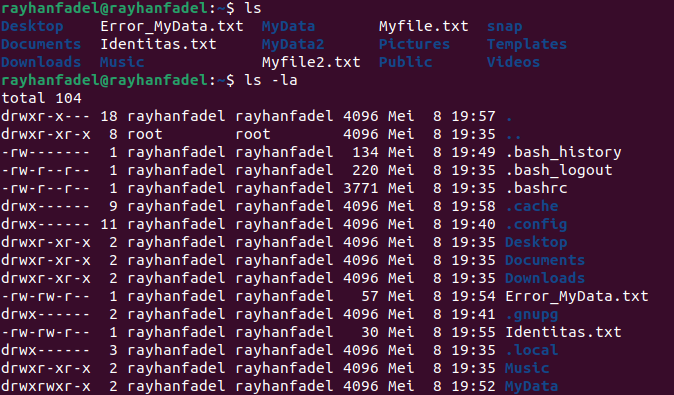 rayhanfadel@rayhanfadel:~$ ls
Desktop    Error_MyData.txt  MyData       Myfile.txt  snap
Documents  Identitas.txt     MyData2      Pictures    Templates
Downloads  Music             Myfile2.txt  Public      Videos
rayhanfadel@rayhanfadel:~$ ls -la
total 104
drwxr-x--- 18 rayhanfadel rayhanfadel 4096 Mei  8 19:57 .
drwxr-xr-x  8 root        root        4096 Mei  8 19:35 ..
-rw-------  1 rayhanfadel rayhanfadel  134 Mei  8 19:49 .bash_history
-rw-r--r--  1 rayhanfadel rayhanfadel  220 Mei  8 19:35 .bash_logout
-rw-r--r--  1 rayhanfadel rayhanfadel 3771 Mei  8 19:35 .bashrc
drwx------  9 rayhanfadel rayhanfadel 4096 Mei  8 19:58 .cache
drwx------ 11 rayhanfadel rayhanfadel 4096 Mei  8 19:40 .config
drwxr-xr-x  2 rayhanfadel rayhanfadel 4096 Mei  8 19:35 Desktop
drwxr-xr-x  2 rayhanfadel rayhanfadel 4096 Mei  8 19:35 Documents
drwxr-xr-x  2 rayhanfadel rayhanfadel 4096 Mei  8 19:35 Downloads
-rw-rw-r--  1 rayhanfadel rayhanfadel   57 Mei  8 19:54 Error_MyData.txt
drwx------  2 rayhanfadel rayhanfadel 4096 Mei  8 19:41 .gnupg
-rw-rw-r--  1 rayhanfadel rayhanfadel   30 Mei  8 19:55 Identitas.txt
drwx------  3 rayhanfadel rayhanfadel 4096 Mei  8 19:35 .local
drwxr-xr-x  2 rayhanfadel rayhanfadel 4096 Mei  8 19:35 Music
drwxrwxr-x  2 rayhanfadel rayhanfadel 4096 Mei  8 19:52 MyData